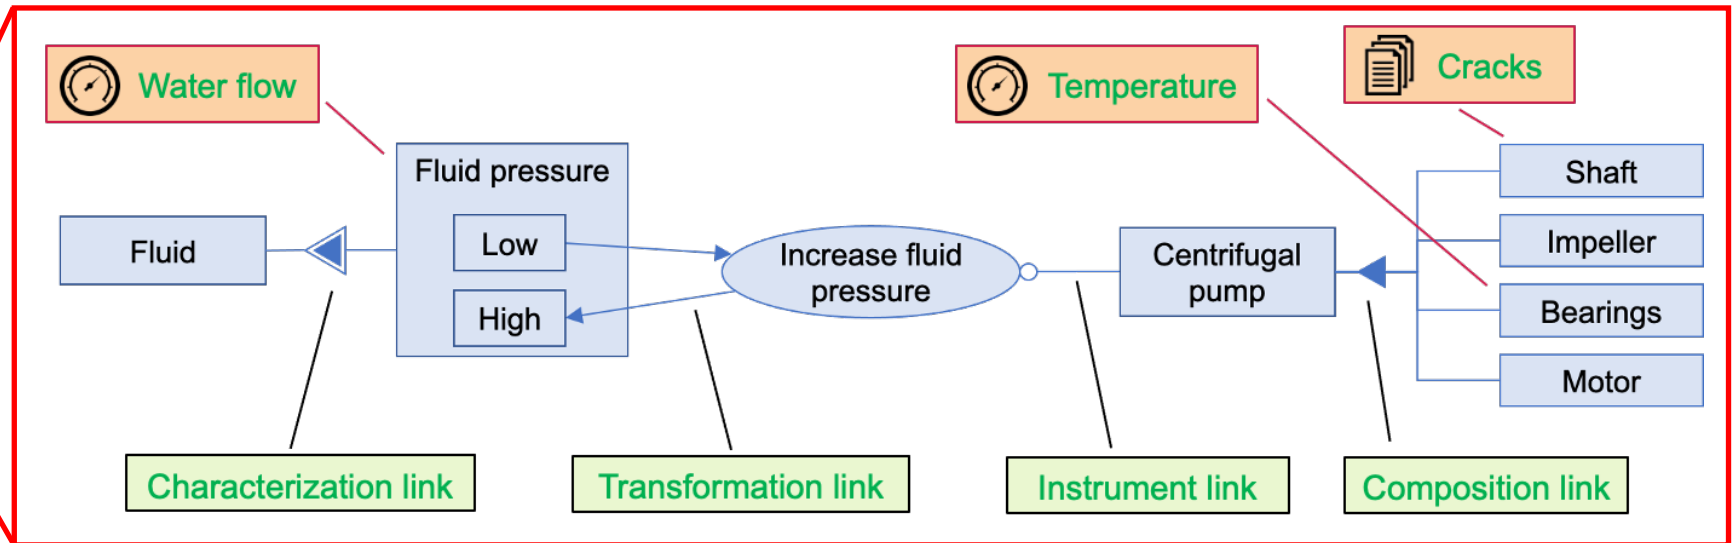 Water flow
Temperature
Cracks
Fluid pressure
Shaft
Fluid
Low
Increase fluid
pressure
Centrifugal
pump
Impeller
High
Bearings
Motor
Characterization link
Transformation link
Instrument link
Composition link